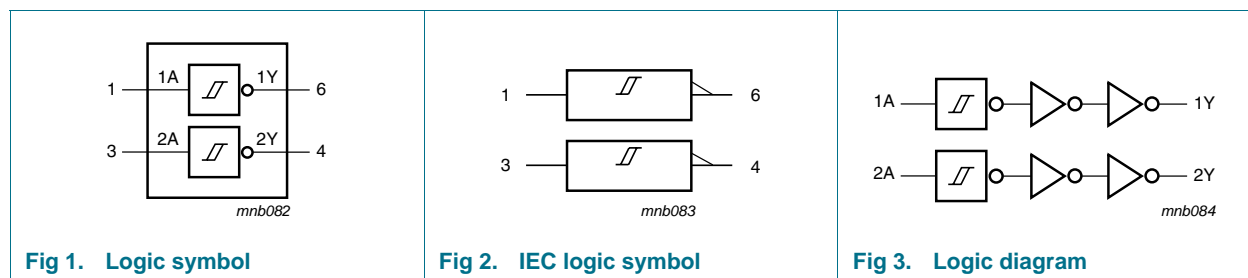 1 1A 1Y 6
3 2A 2Y 4
mnb082
Fig 1. Logic symbol
1 6
3 4
mnb083
Fig 2. IEC logic symbol
1A 1Y
2A 2Y
mnb084
Fig 3. Logic diagram